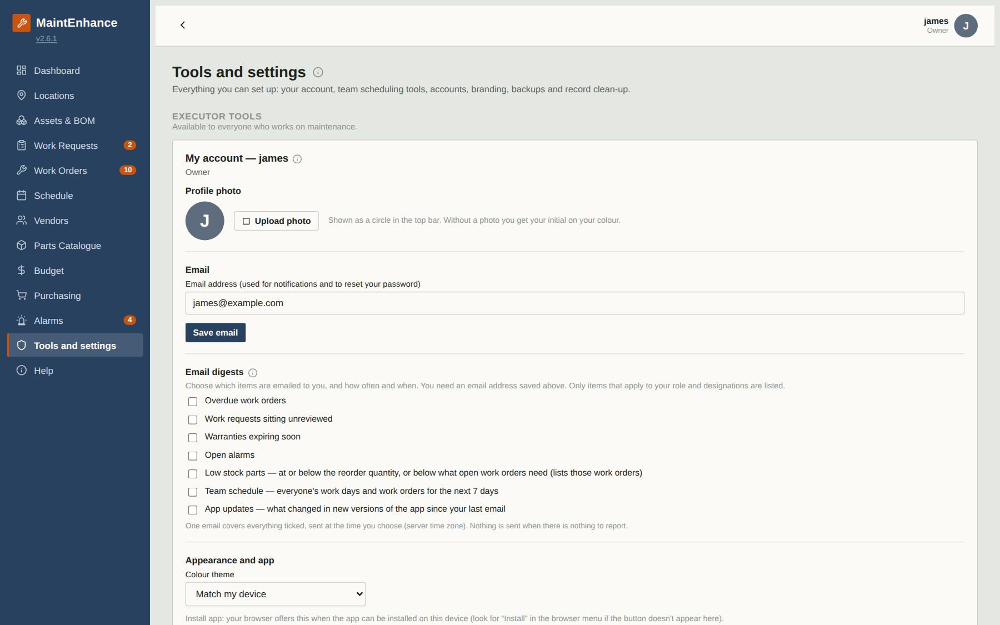 MaintEnhance
v2.6.1
Dashboard
Locations
Assets & BOM
Work Requests 2
Work Orders 10
Schedule
Vendors
Parts Catalogue
Budget
Purchasing
Alarms 4
Tools and settings
Help
james
Owner
J
Tools and settings
Everything you can set up: your account, team scheduling tools, accounts, branding, backups and record clean-up.
EXECUTOR TOOLS
Available to everyone who works on maintenance.
My account — james
Owner
Profile photo
J
Upload photo
Shown as a circle in the top bar. Without a photo you get your initial on your colour.
Email
Email address (used for notifications and to reset your password)
james@example.com
Save email
Email digests
Choose which items are emailed to you, and how often and when. You need an email address saved above. Only items that apply to your role and designations are listed.
Overdue work orders
Work requests sitting unreviewed
Warranties expiring soon
Open alarms
Low stock parts — at or below the reorder quantity, or below what open work orders need (lists those work orders)
Team schedule — everyone's work days and work orders for the next 7 days
App updates — what changed in new versions of the app since your last email
One email covers everything ticked, sent at the time you choose (server time zone). Nothing is sent when there is nothing to report.
Appearance and app
Colour theme
Match my device
Install app: your browser offers this when the app can be installed on this device (look for “Install” in the browser menu if the button doesn't appear here).